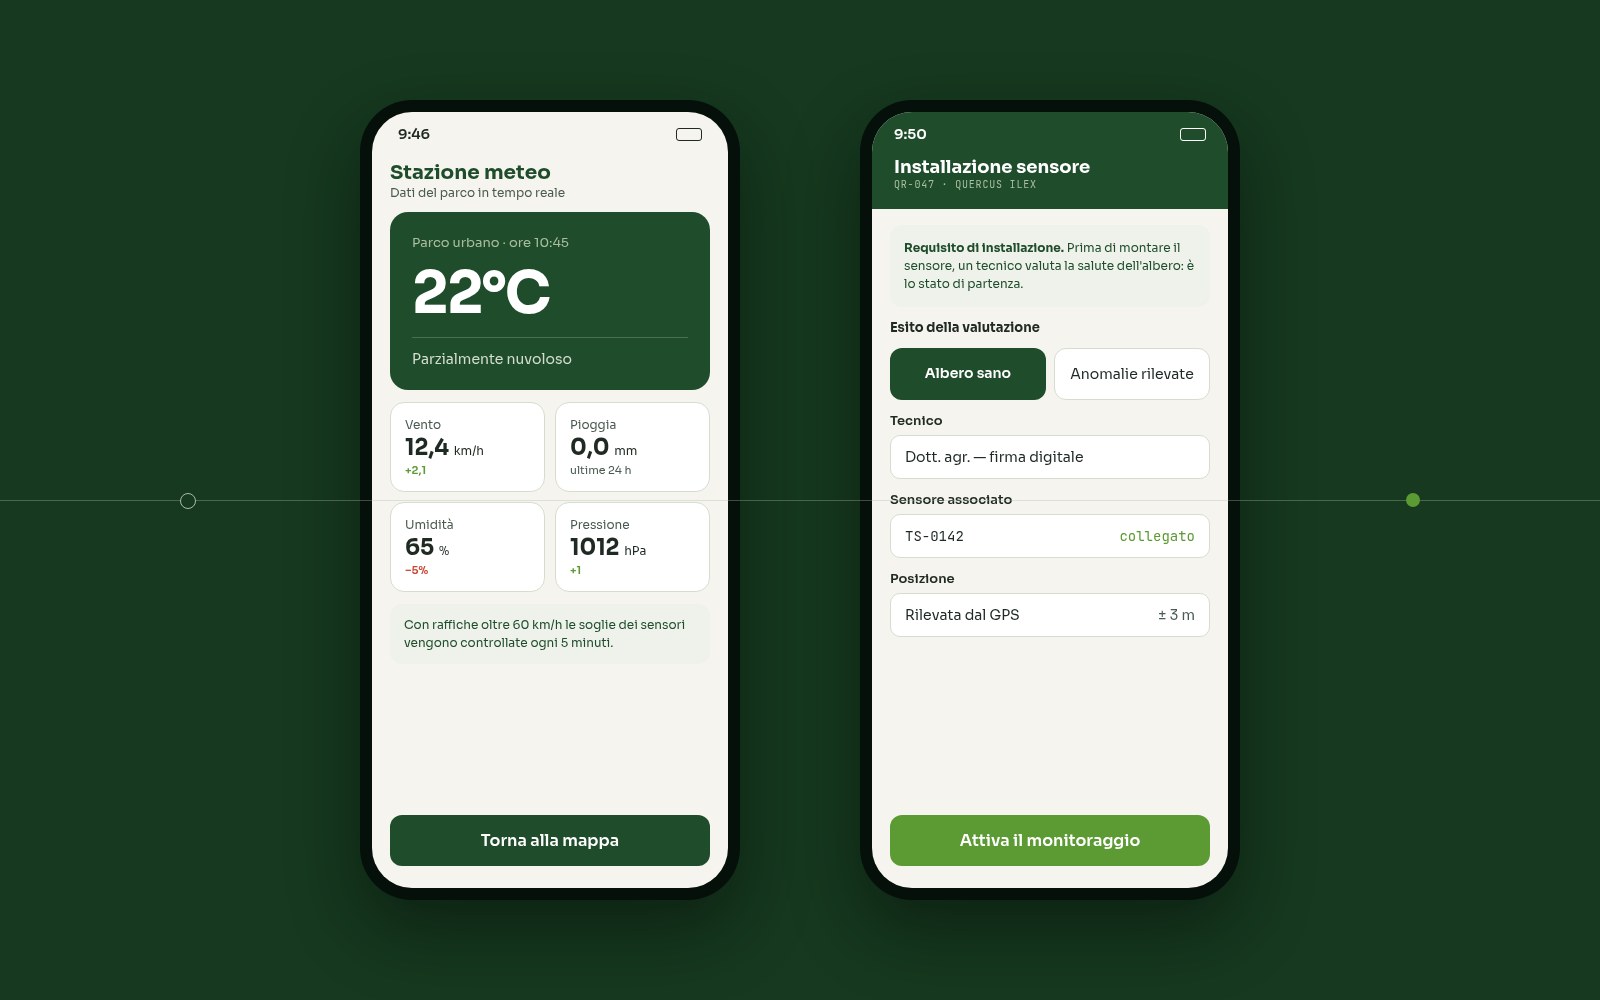 9:46
Stazione meteo
Dati del parco in tempo reale
Parco urbano · ore 10:45
22°C
Parzialmente nuvoloso
Vento
12,4 km/h
+2,1
Pioggia
0,0 mm
ultime 24 h
Umidità
65 %
−5%
Pressione
1012 hPa
+1
Con raffiche oltre 60 km/h le soglie dei sensori
vengono controllate ogni 5 minuti.
Torna alla mappa
9:50
Installazione sensore
QR-047 · QUERCUS ILEX
Requisito di installazione. Prima di montare il
sensore, un tecnico valuta la salute dell'albero: è
lo stato di partenza.
Esito della valutazione
Albero sano
Anomalie rilevate
Tecnico
Dott. agr. — firma digitale
Sensore associato
TS-0142 collegato
Posizione
Rilevata dal GPS ± 3 m
Attiva il monitoraggio